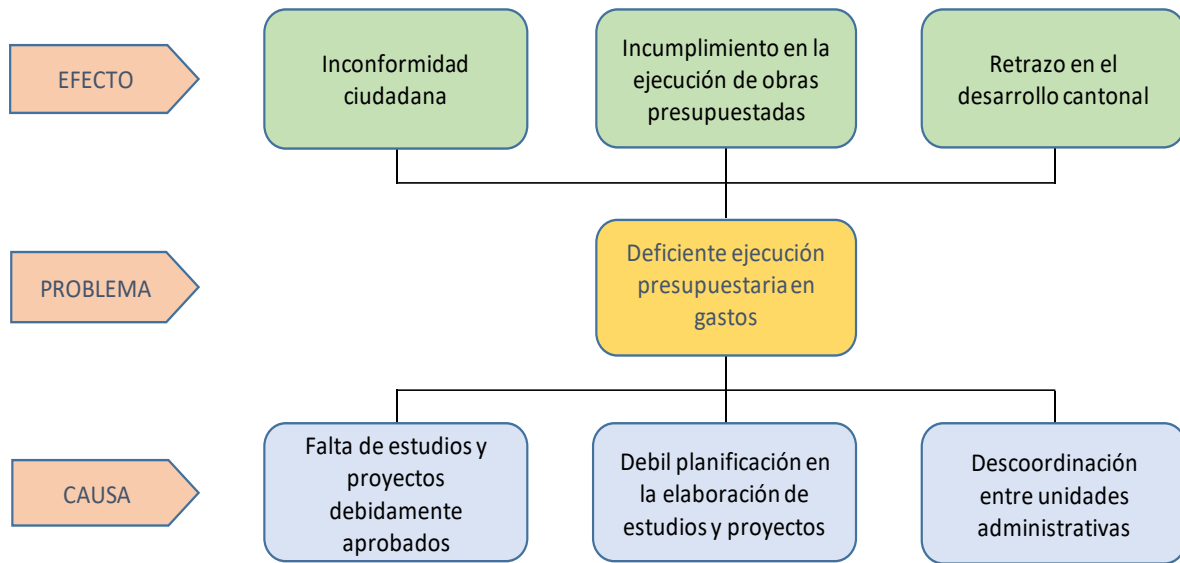 EFECTO
Inconformidad
ciudadana
Incumplimiento en la
ejecución de obras
presupuestadas
Retrazo en el
desarrollo cantonal
PROBLEMA
Deficiente ejecución
presupuestaria en
gastos
CAUSA
Falta de estudios y
proyectos
debidamente
aprobados
Debil planificación en
la elaboración de
estudios y proyectos
Descoordinación
entre unidades
administrativas